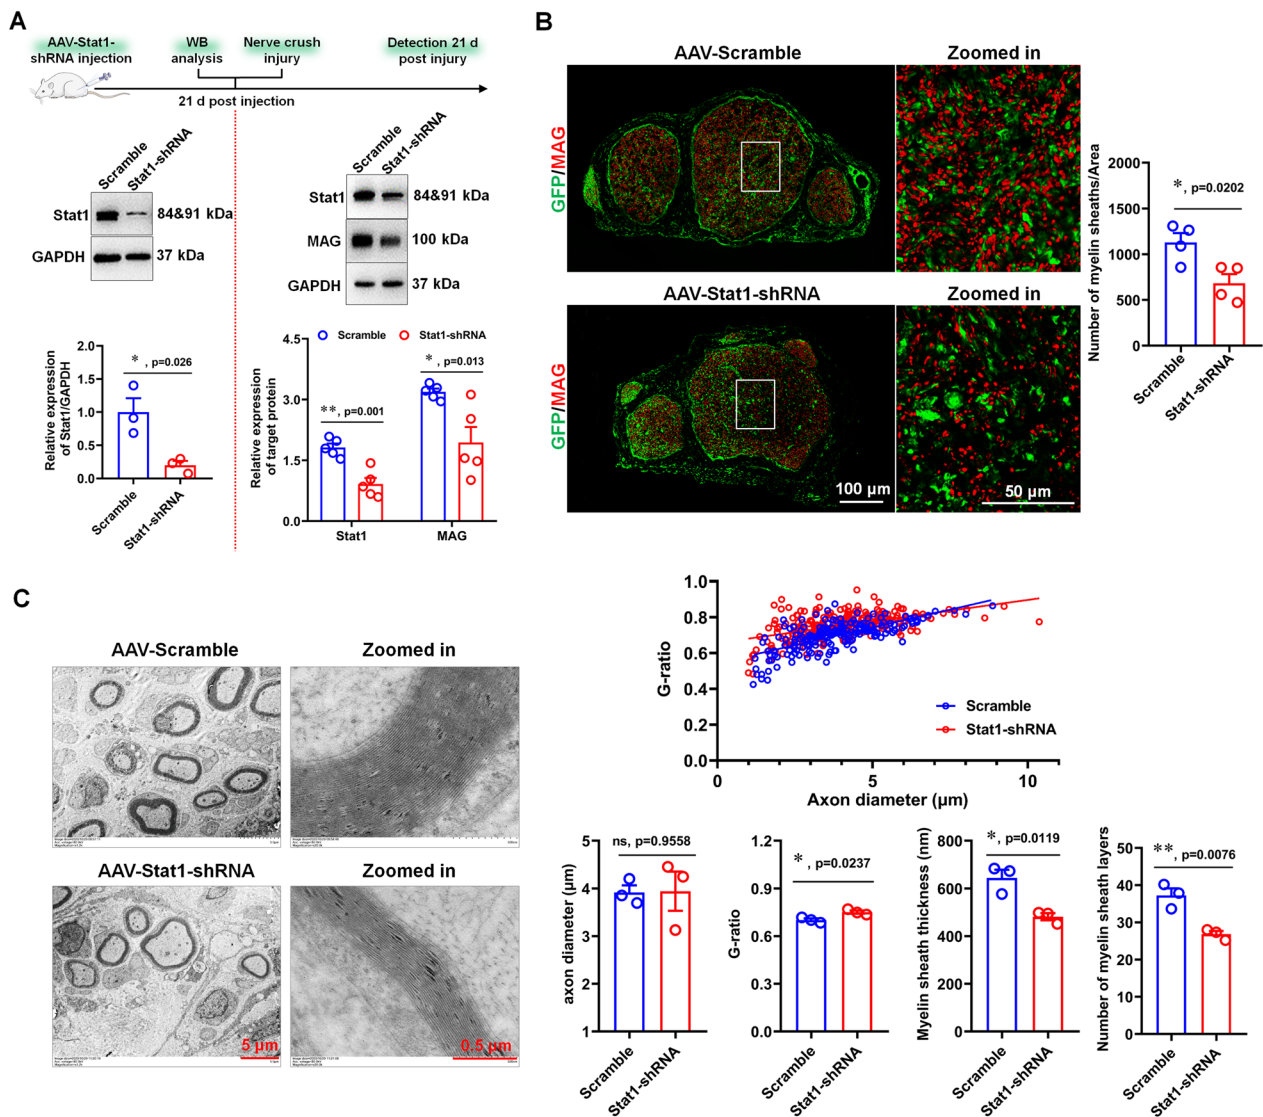 A
AAV-Stat1-
shRNA injection
WB
analysis
Nerve crush
injury
Detection 21 d
post injury
21 d post injection
Scramble
Stat1-shRNA
Stat1
84&91 kDa
GAPDH
37 kDa
Scramble
Stat1-shRNA
Stat1
84&91 kDa
MAG
100 kDa
GAPDH
37 kDa
Relative expression
of Stat1/GAPDH
2.0
1.5
1.0
0.5
0.0
*, p=0.026
Scramble
Stat1-shRNA
Relative expression
of target protein
4.5
3.0
1.5
0.0
Scramble
Stat1-shRNA
**, p=0.001
*, p=0.013
Stat1
MAG
B
AAV-Scramble
Zoomed in
GFP/MAG
AAV-Stat1-shRNA
Zoomed in
GFP/MAG
100 µm
50 µm
Number of myelin sheaths/Area
2000
1500
1000
500
0
*, p=0.0202
Scramble
Stat1-shRNA
C
AAV-Scramble
Zoomed in
AAV-Stat1-shRNA
Zoomed in
5 µm
0.5 µm
G-ratio
1.0
0.8
0.6
0.4
0.2
0.0
Scramble
Stat1-shRNA
0
5
10
Axon diameter (µm)
axon diameter (µm)
5
4
3
2
1
ns, p=0.9558
Scramble
Stat1-shRNA
G-ratio
1.2
0.9
0.6
0.3
0.0
*, p=0.0237
Scramble
Stat1-shRNA
Myelin sheath thickness (nm)
800
600
400
200
0
*, p=0.0119
Scramble
Stat1-shRNA
Number of myelin sheath layers
50
40
30
20
10
0
**, p=0.0076
Scramble
Stat1-shRNA